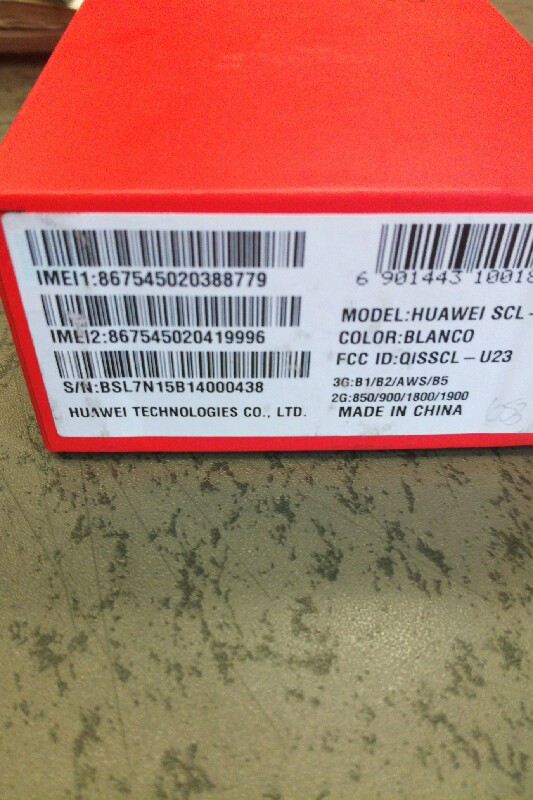 IMEI1:867545020388779
IMEI2:867545020419996
S/N:BSL7N15B14000438
HUAWEI TECHNOLOGIES CO., LTD.
6 901443 10018
MODEL:HUAWEI SCL-
COLOR:BLANCO
FCC ID:QISSCL-U23
3G:B1/B2/AWS/B5
2G:850/900/1800/1900
MADE IN CHINA